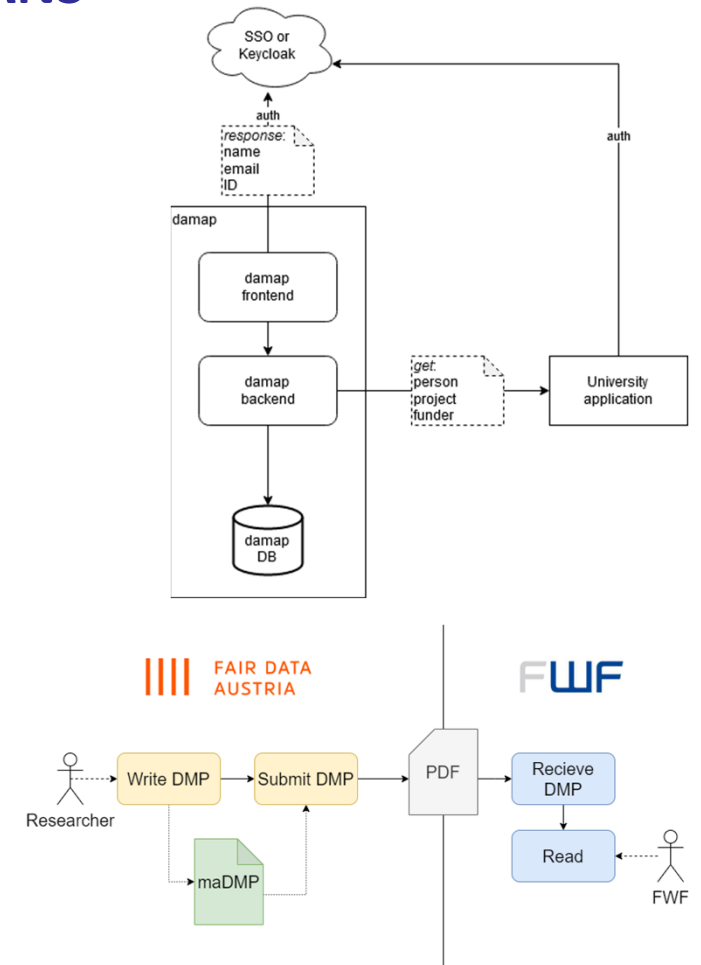 SSO or
Keycloak
auth
response:
name
email
ID
auth
damap
damap
frontend
damap
backend
get:
person
project
funder
University
application
damap
DB
FAIR DATA
AUSTRIA
FWF
Write DMP
Submit DMP
PDF
Recieve
DMP
Researcher
maDMP
Read
FWF